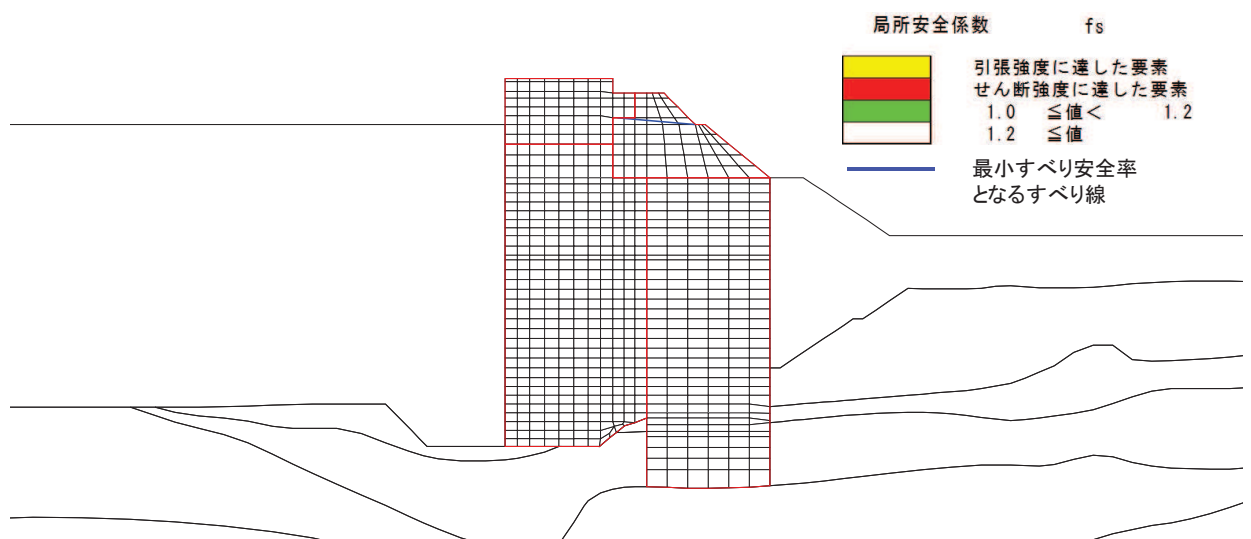 局所安全係数 fs
引張強度に達した要素
せん断強度に達した要素
1.0 ≦値< 1.2
1.2 ≦値
最小すべり安全率
となるすべり線